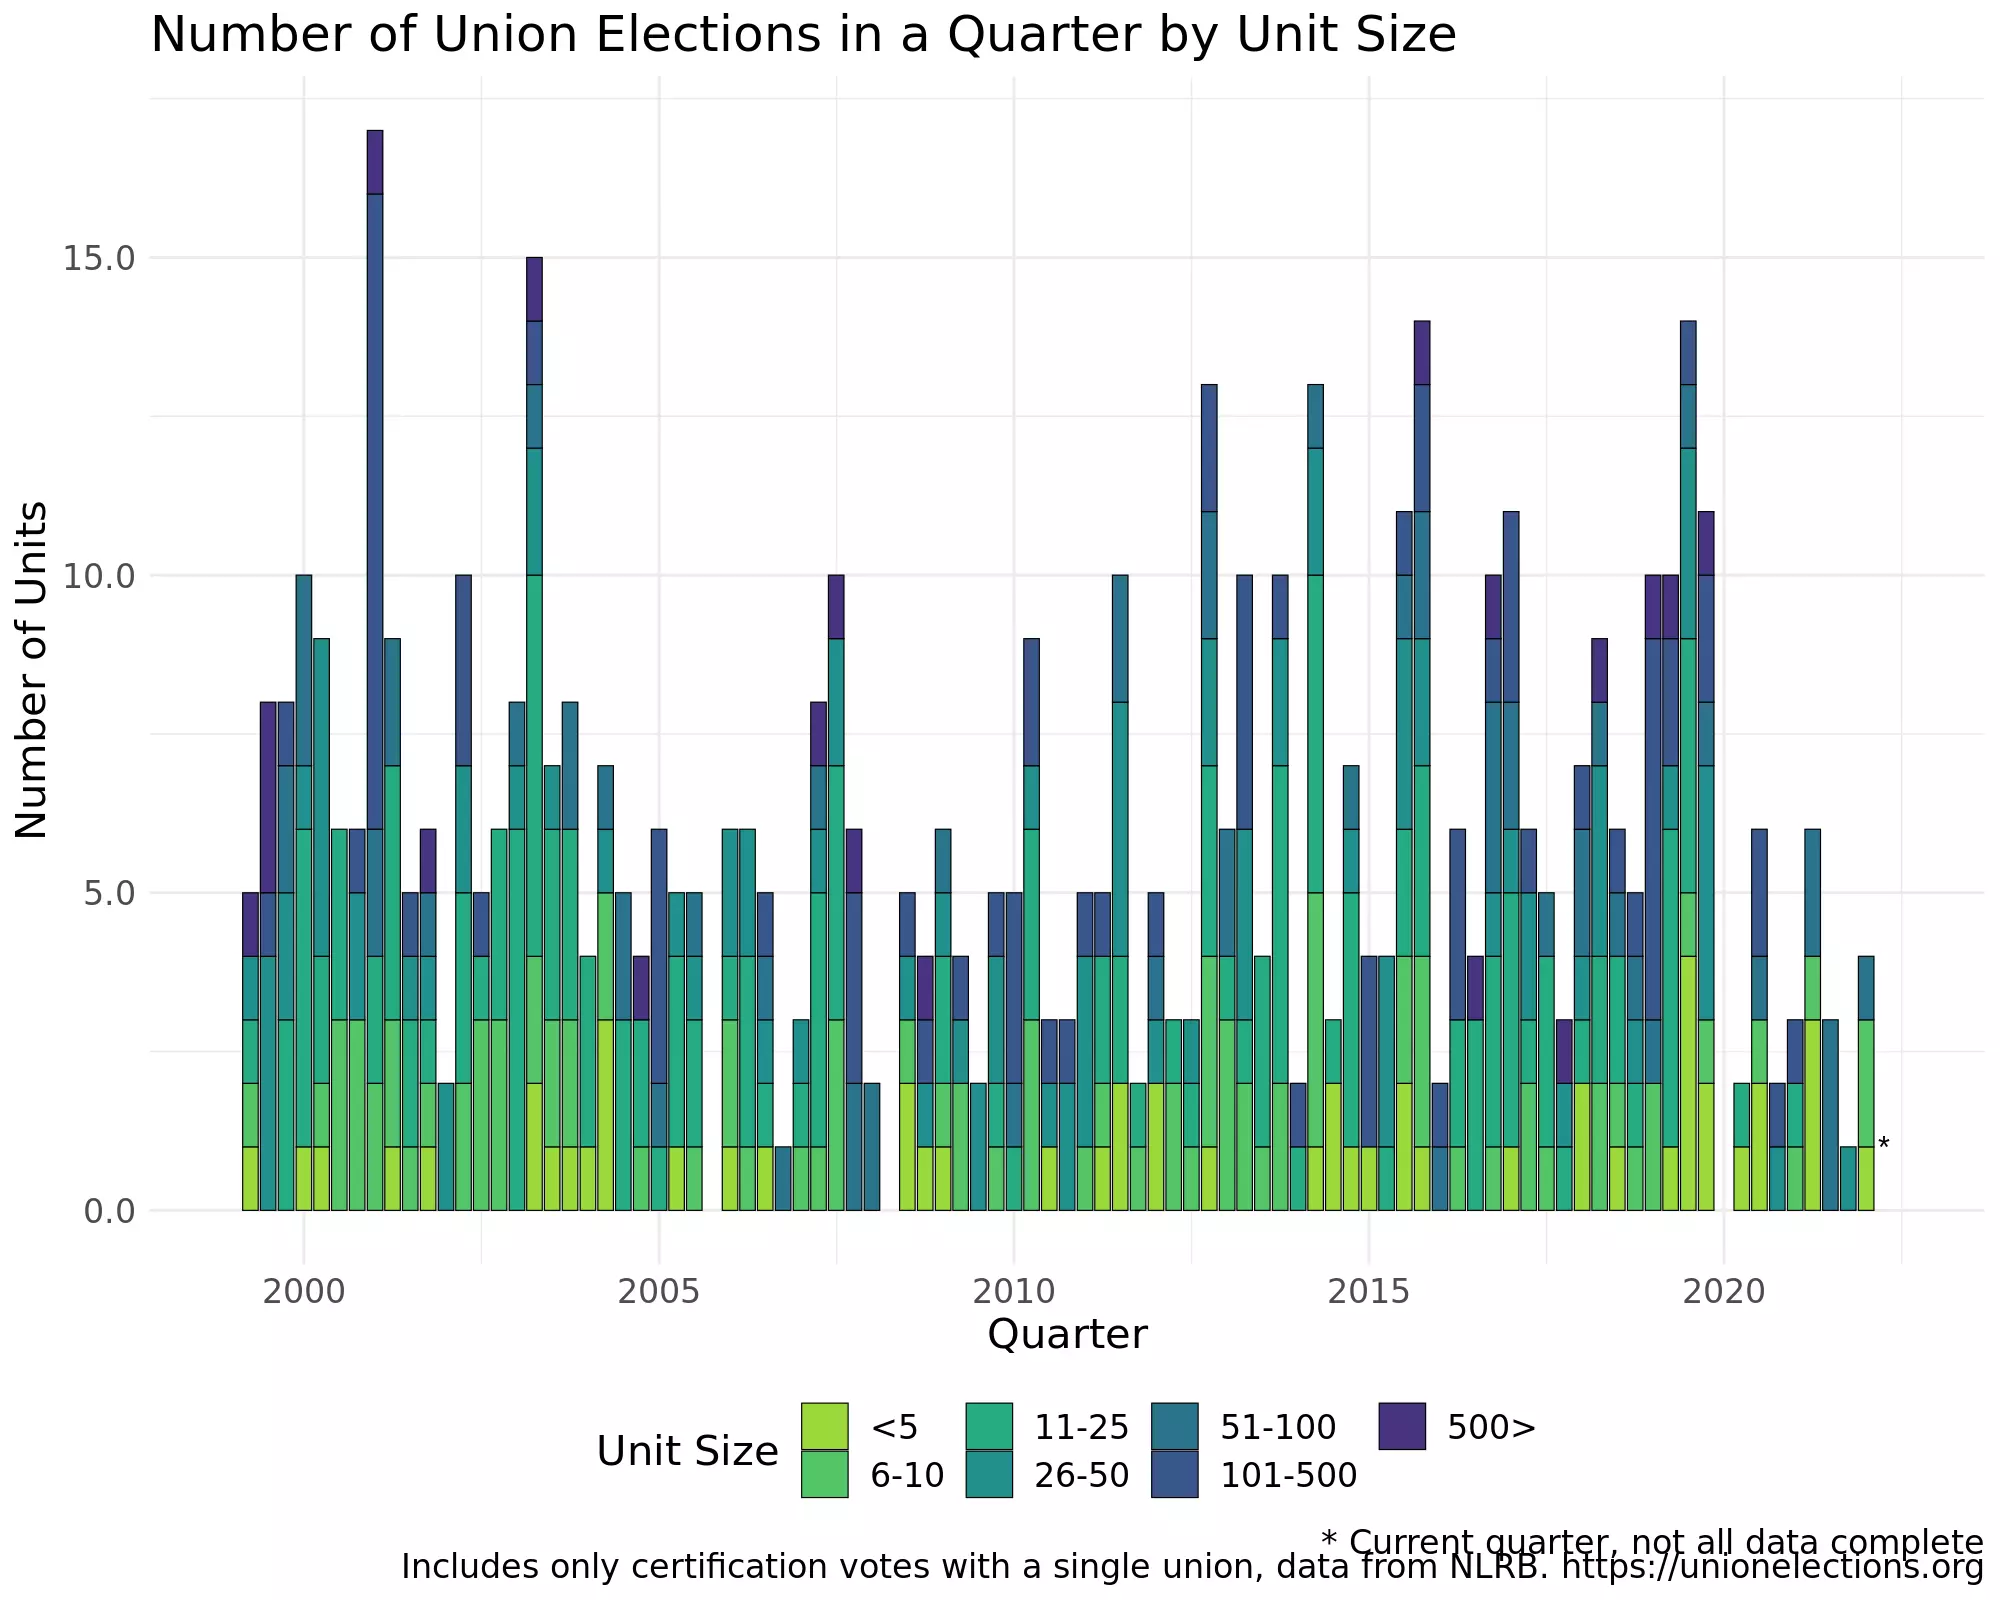 Number of Union Elections in a Quarter by Unit Size
Number of Units
15.0
10.0
5.0
0.0
*
2000 2005 2010 2015 2020
Quarter
Unit Size
<5 11-25 51-100 500>
6-10 26-50 101-500
* Current quarter, not all data complete
Includes only certification votes with a single union, data from NLRB. https://unionelections.org